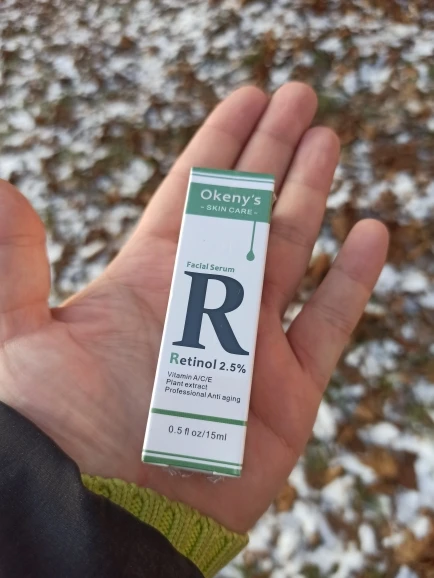 Okeny's
- SKIN CARE -
Facial Serum
R
Retinol 2.5%
Vitamin A/C/E
Plant extract
Professional Anti aging
0.5 fl oz/15ml